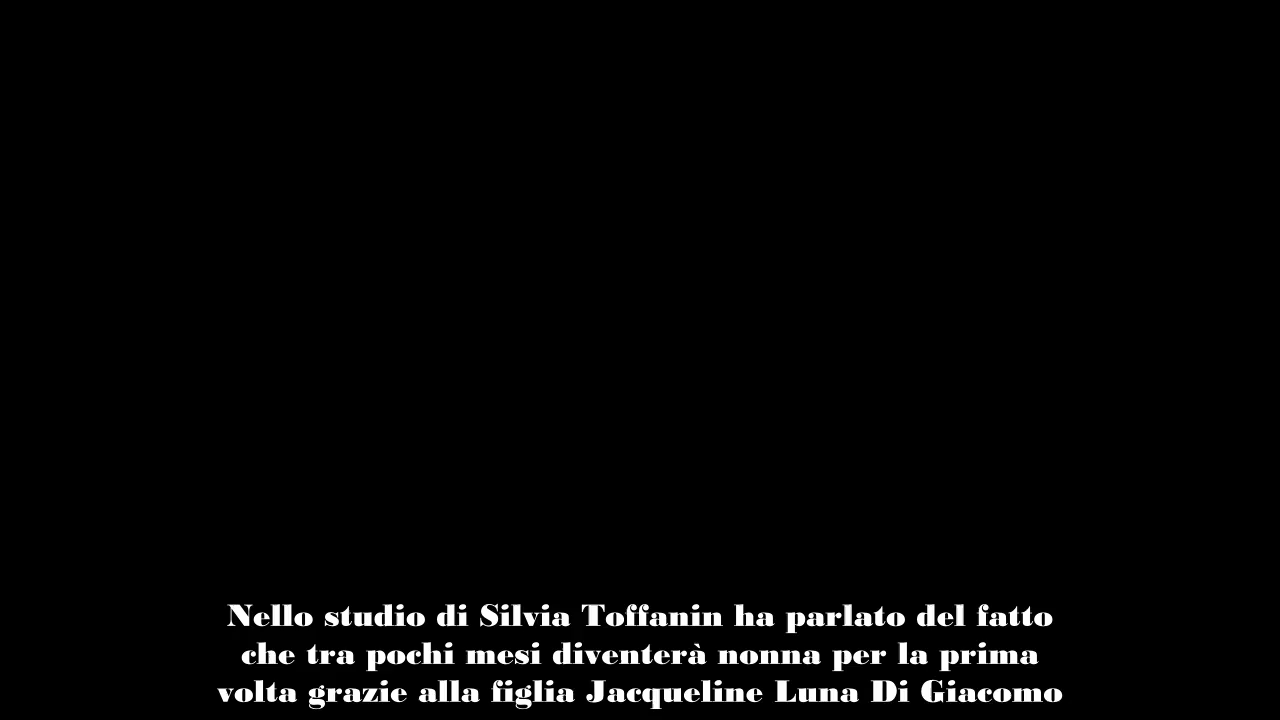 Nello studio di Silvia Toffanin ha parlato del fatto
che tra pochi mesi diventerà nonna per la prima
volta grazie alla figlia Jacqueline Luna Di Giacomo